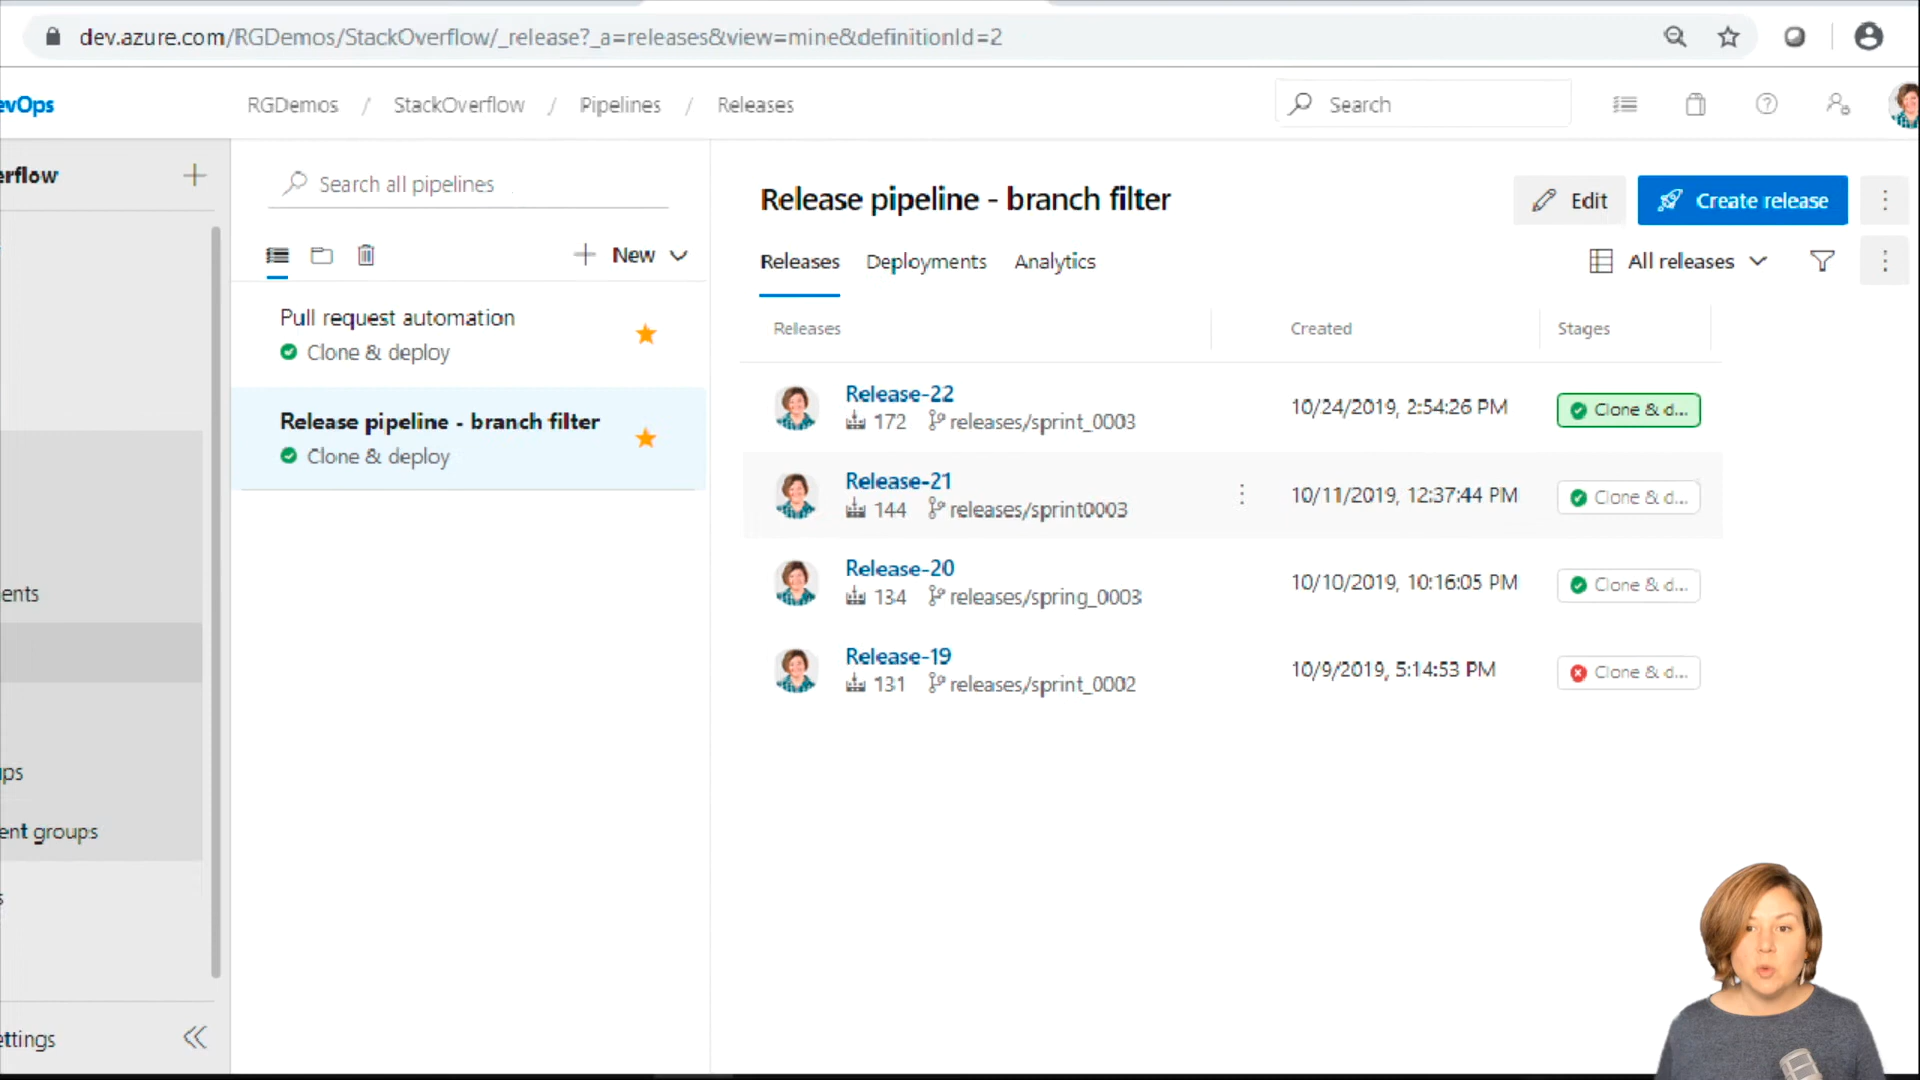 dev.azure.com/RGDemos/StackOverflow/_release?_a=releases&view=mine&definitionId=2
evOps
RGDemos / StackOverflow / Pipelines / Releases
Search
erflow
Search all pipelines
Release pipeline - branch filter
Edit
Create release
New
Releases
Deployments
Analytics
All releases
Pull request automation
Clone & deploy
Release pipeline - branch filter
Clone & deploy
Releases
Created
Stages
Release-22
172 releases/sprint_0003
10/24/2019, 2:54:26 PM
Clone & d...
Release-21
144 releases/sprint0003
10/11/2019, 12:37:44 PM
Clone & d...
Release-20
134 releases/spring_0003
10/10/2019, 10:16:05 PM
Clone & d...
Release-19
131 releases/sprint_0002
10/9/2019, 5:14:53 PM
Clone & d...
ents
ups
ent groups
s
ettings